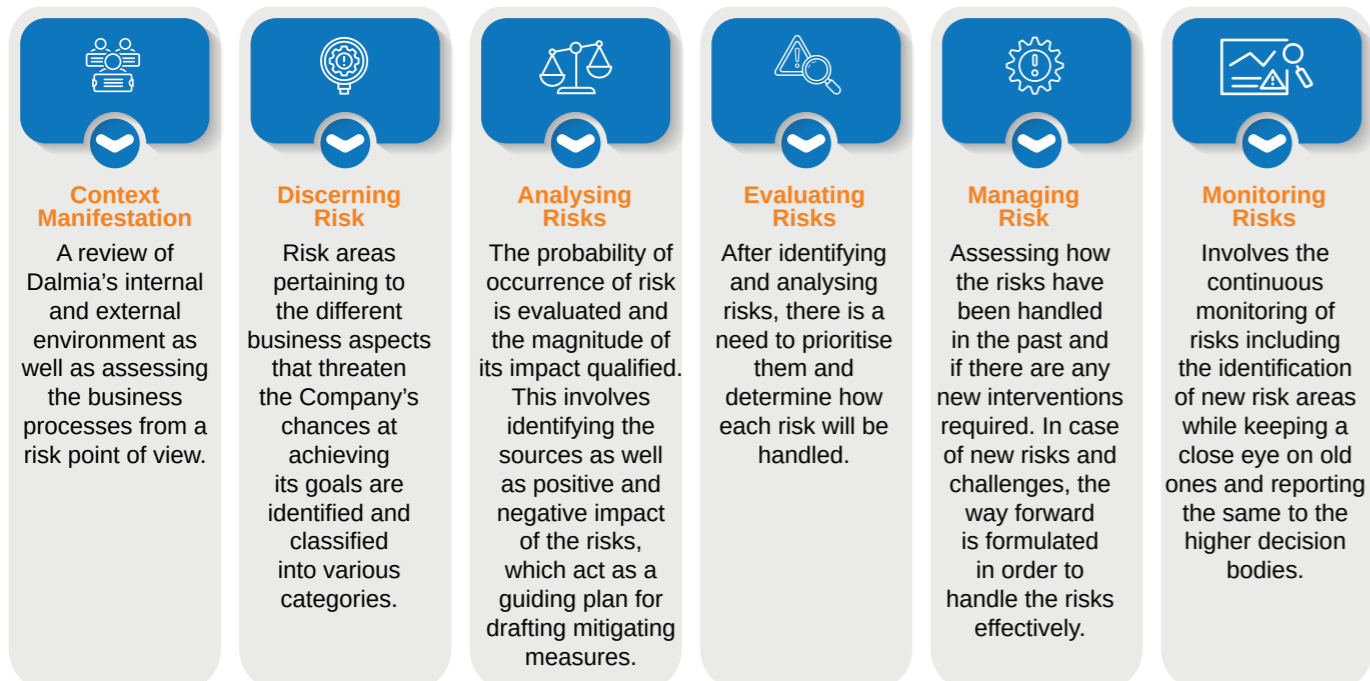 Context
Manifestation
A review of
Dalmia’s internal
and external
environment as
well as assessing
the business
processes from a
risk point of view.
Discerning
Risk
Risk areas
pertaining to
the different
business aspects
that threaten
the Company’s
chances at
achieving
its goals are
identified and
classified
into various
categories.
Analysing
Risks
The probability of
occurrence of risk
is evaluated and
the magnitude of
its impact qualified.
This involves
identifying the
sources as well
as positive and
negative impact
of the risks,
which act as a
guiding plan for
drafting mitigating
measures.
Evaluating
Risks
After identifying
and analysing
risks, there is a
need to prioritise
them and
determine how
each risk will be
handled.
Managing
Risk
Assessing how
the risks have
been handled
in the past and
if there are any
new interventions
required. In case
of new risks and
challenges, the
way forward
is formulated
in order to
handle the risks
effectively.
Monitoring
Risks
Involves the
continuous
monitoring of
risks including
the identification
of new risk areas
while keeping a
close eye on old
ones and reporting
the same to the
higher decision
bodies.